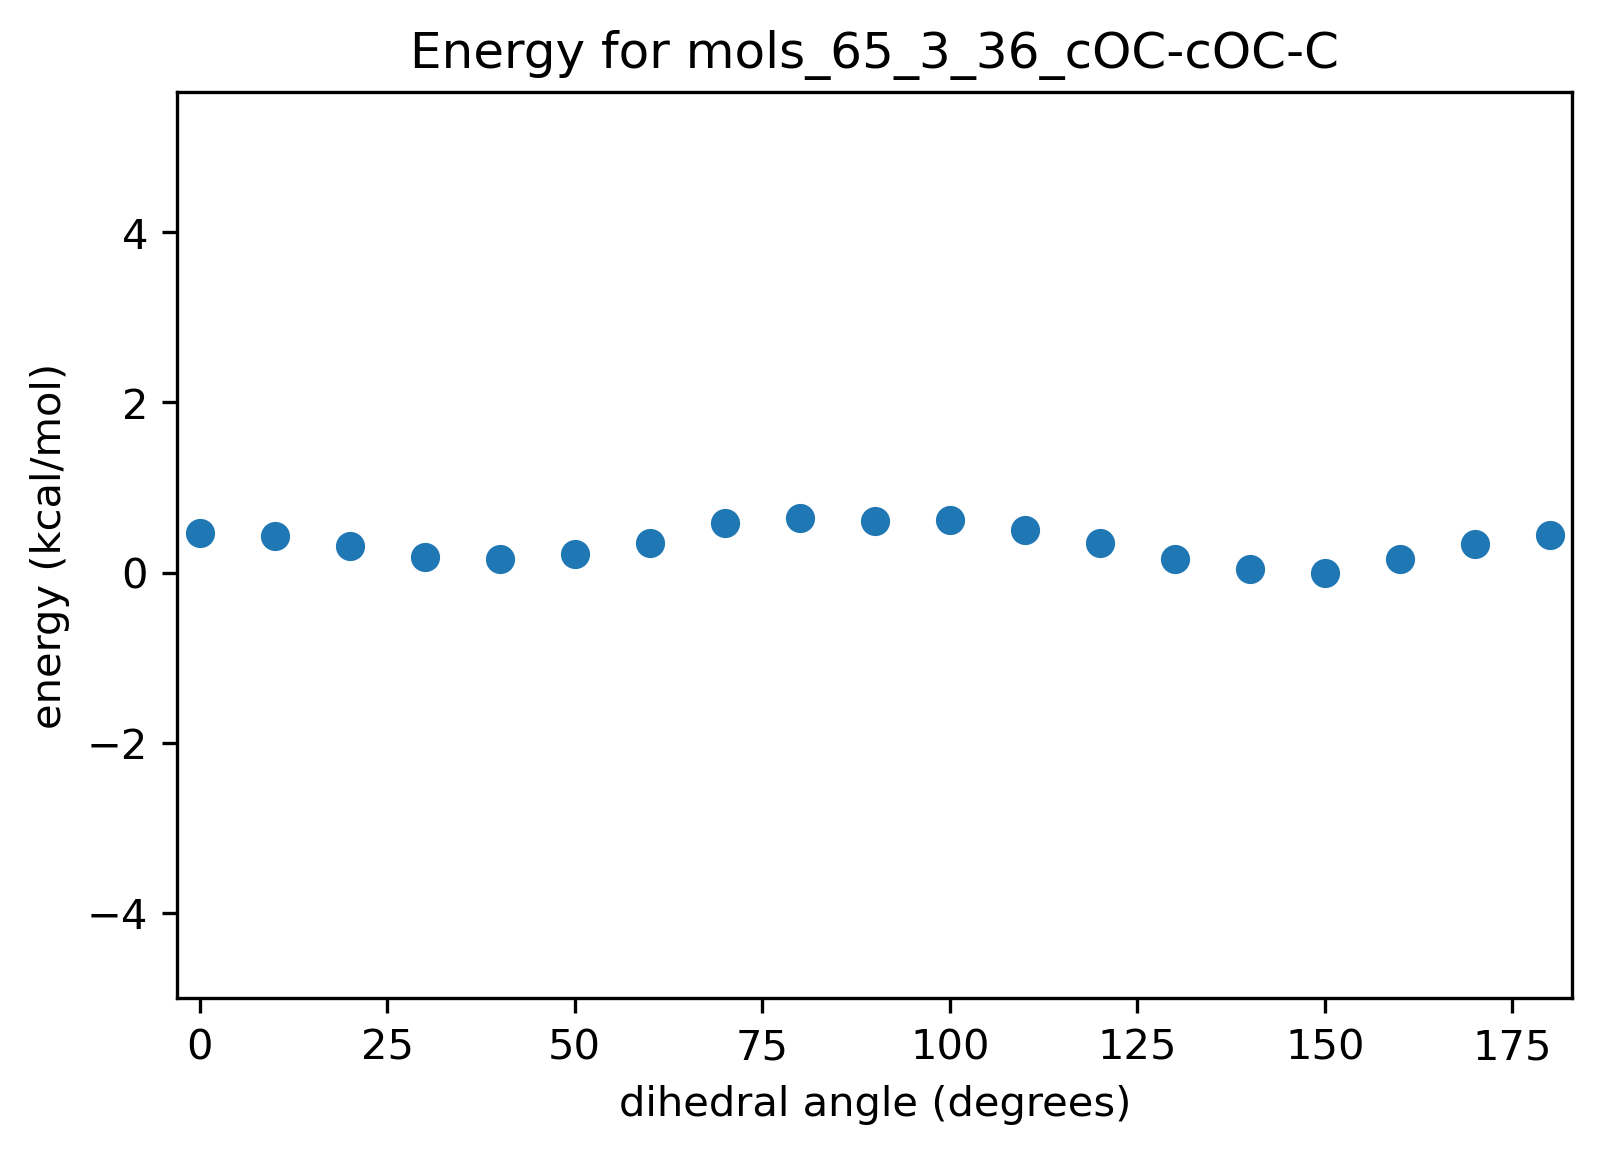 Energy for mols_65_3_36_cOC-cOC-C
energy (kcal/mol)
4
2
0
−2
−4
0 25 50 75 100 125 150 175
dihedral angle (degrees)